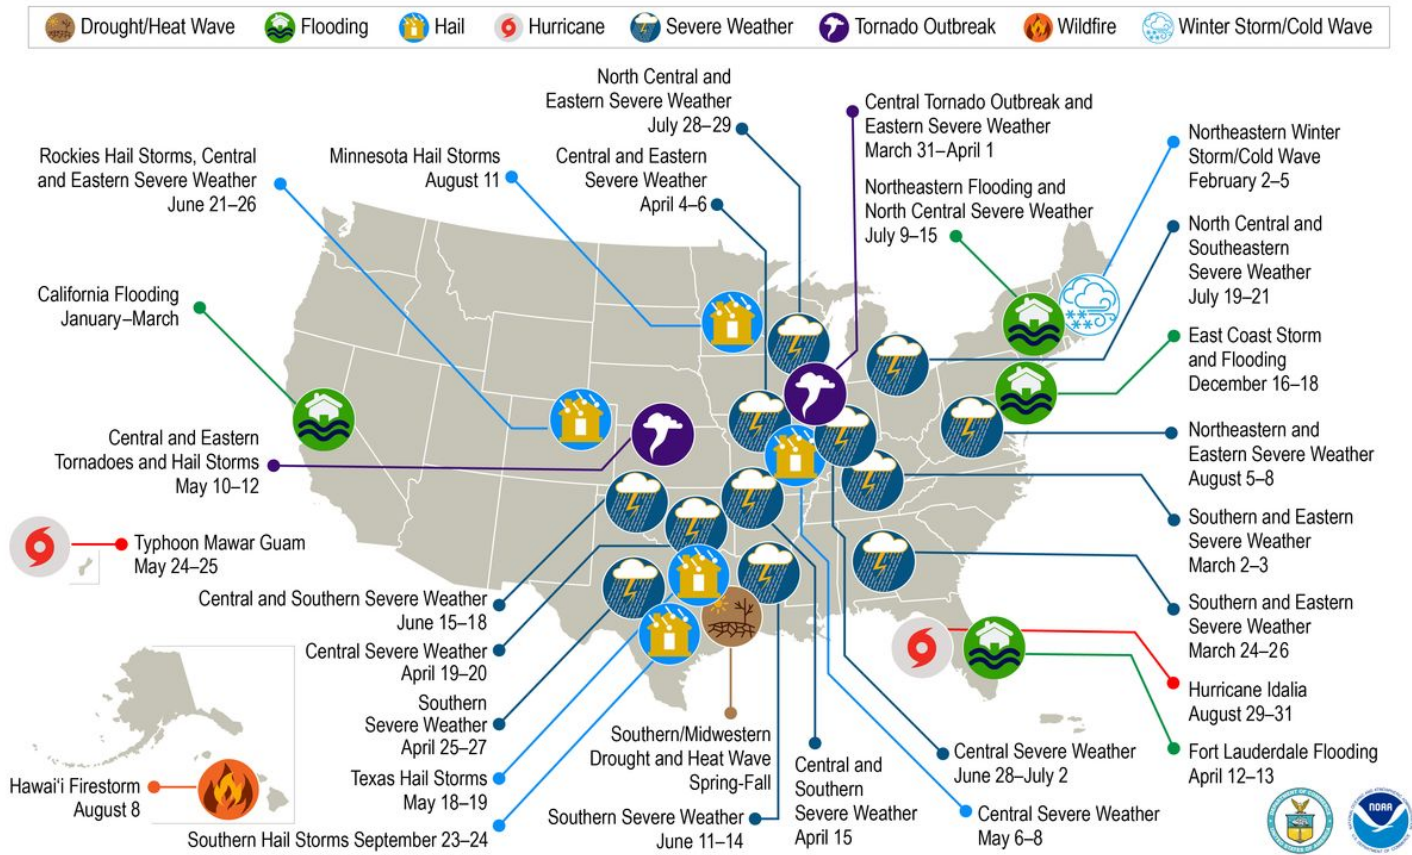 Drought/Heat Wave
Flooding
Hail
Hurricane
Severe Weather
Tornado Outbreak
Wildfire
Winter Storm/Cold Wave
North Central and
Eastern Severe Weather
July 28–29
Central Tornado Outbreak and
Eastern Severe Weather
March 31–April 1
Northeastern Winter
Storm/Cold Wave
February 2–5
Rockies Hail Storms, Central
and Eastern Severe Weather
June 21–26
Minnesota Hail Storms
August 11
Central and Eastern
Severe Weather
April 4–6
Northeastern Flooding and
North Central Severe Weather
July 9–15
North Central and
Southeastern
Severe Weather
July 19–21
California Flooding
January–March
East Coast Storm
and Flooding
December 16–18
Central and Eastern
Tornadoes and Hail Storms
May 10–12
Northeastern and
Eastern Severe Weather
August 5–8
Typhoon Mawar Guam
May 24–25
Southern and Eastern
Severe Weather
March 2–3
Central and Southern Severe Weather
June 15–18
Southern and Eastern
Severe Weather
March 24–26
Central Severe Weather
April 19–20
Hurricane Idalia
August 29–31
Southern
Severe Weather
April 25–27
Southern/Midwestern
Drought and Heat Wave
Spring-Fall
Central and
Southern
Severe Weather
April 15
Central Severe Weather
June 28–July 2
Fort Lauderdale Flooding
April 12–13
Texas Hail Storms
May 18–19
Hawai‘i Firestorm
August 8
Southern Severe Weather
June 11–14
Central Severe Weather
May 6–8
Southern Hail Storms September 23–24
NOAA